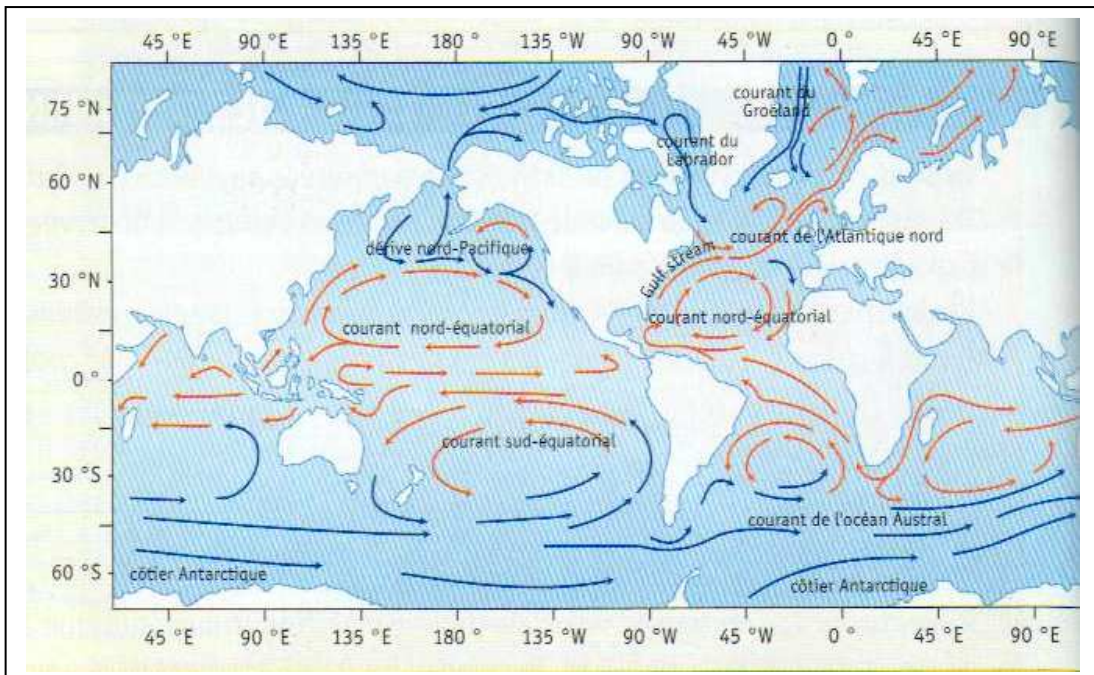 45 °E 90 °E 135 °E 180 ° 135 °W 90 °W 45 °W 0 ° 45 °E 90 °E
75 °N
courant du
Groëland
courant du
Labrador
60 °N
dérive nord-Pacifique
courant de l'Atlantique nord
30 °N
Gulf stream
courant nord-équatorial
courant nord-équatorial
0 °
courant sud-équatorial
30 °S
courant de l'océan Austral
60 °S
côtier Antarctique
côtier Antarctique
45 °E 90 °E 135 °E 180 ° 135 °W 90 °W 45 °W 0 ° 45 °E 90 °E